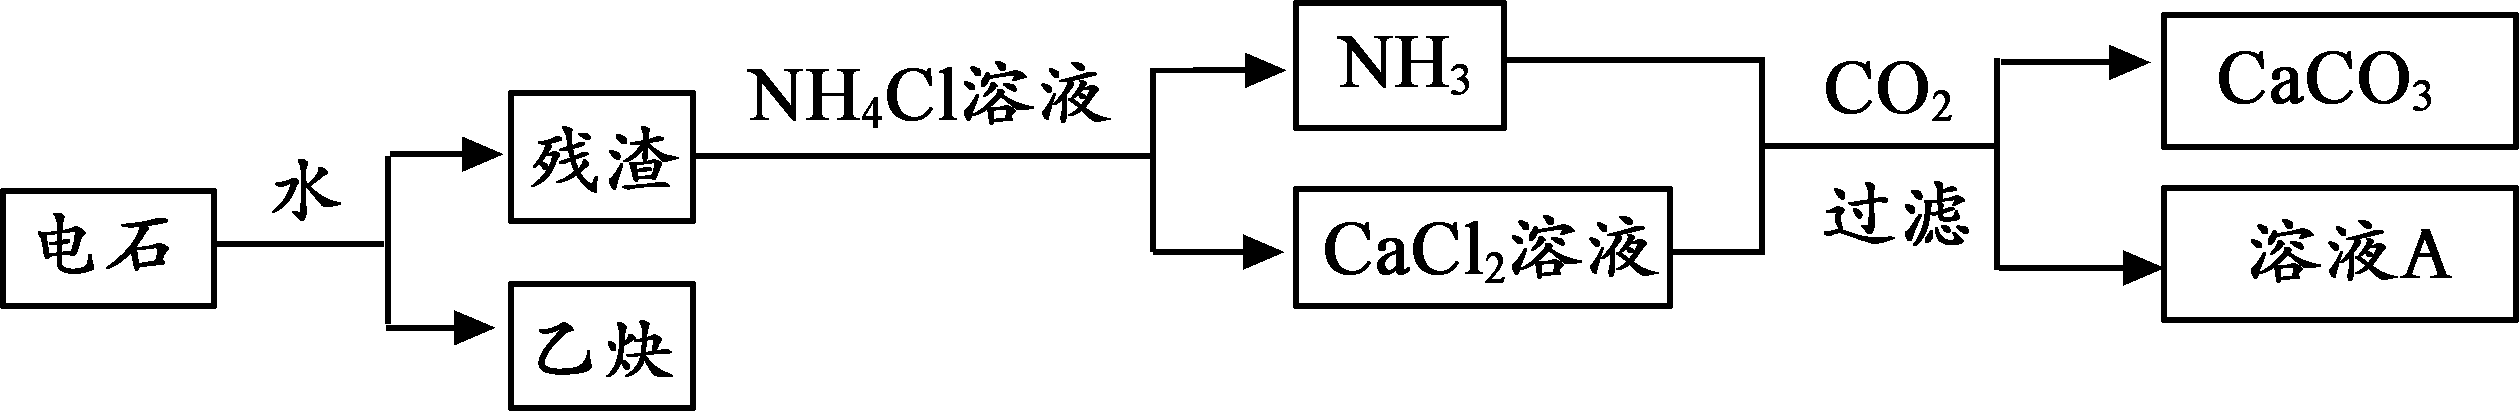 电石
水
残渣
乙炔
NH₄Cl溶液
NH₃
CaCl₂溶液
CO₂
过滤
CaCO₃
溶液A